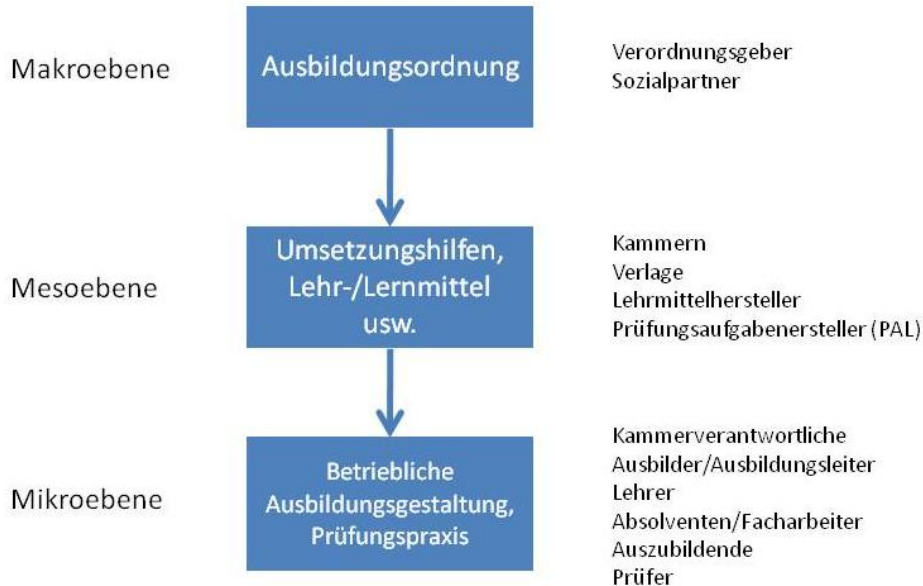 Makroebene
Ausbildungsordnung
Verordnungsgeber
Sozialpartner
Mesoebene
Umsetzungshilfen,
Lehr-/Lernmittel
usw.
Kammern
Verlage
Lehrmittelhersteller
Prüfungsaufgabenersteller (PAL)
Mikroebene
Betriebliche
Ausbildungsgestaltung,
Prüfungspraxis
Kammerverantwortliche
Ausbilder/Ausbildungsleiter
Lehrer
Absolventen/Facharbeiter
Auszubildende
Prüfer